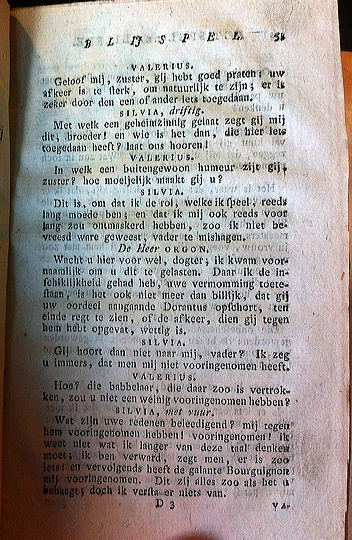 BLIJSPEL. 53
VALERIUS.
Geloof mij, zuster, gij hebt goed praten: uw
afkeer is te sterk, om natuurlijk te zijn; er is
zeker door den een of ander iets toegedaan.
SILVIA, driftig.
Met welk een geheimzinnig gelaat zegt gij mij
dit, broeder! en wie is het dan, die hier iets
toegedaan heeft? laat ons hooren!
VALERIUS.
In welk een buitengewoon humeur zijt gij,
zuster? hoe moeijelijk maakt gij u?
SILVIA.
Dit is, om dat ik de rol, welke ik speel, reeds
lang moede ben; en dat ik mij ook reeds voor
lang zou ontmaskerd hebben, zoo ik niet be-
vreesd ware geweest, vader te mishagen.
De Heer ORGON.
Wacht u hier voor wel, dogter; ik kwam voor-
naamlijk om u dit te gelasten. Daar ik de in-
schiklijkheid gehad heb, uwe vermomming toete-
staan, is het ook niet meer dan billijk, dat gij
uw oordeel aangaande Dorantus opschort, ten
einde regt te zien, of de afkeer, dien gij tegen
hem hebt opgevat, wettig is.
SILVIA.
Gij hoort dan niet naar mij, vader? Ik zeg
u immers, dat men mij niet vooringenomen heeft.
VALERIUS.
Hoe? die babbelaar, die daar zoo is vertrok-
ken, zou u niet een weinig vooringenomen hebben?
SILVIA, met vuur.
Wat zijn uwe redenen beleedigend? mij tegen
hem vooringenomen hebben! vooringenomen! ik
weet niet wat ik langer van deze taal denken
moet; ik ben verward, zegt men, er is zoo
iets: en vervolgends heeft de galante Bourguignon
mij vooringenomen. Dit zij alles zoo als het u
behaagt; doch ik versta er niets van.
D 3 VA-